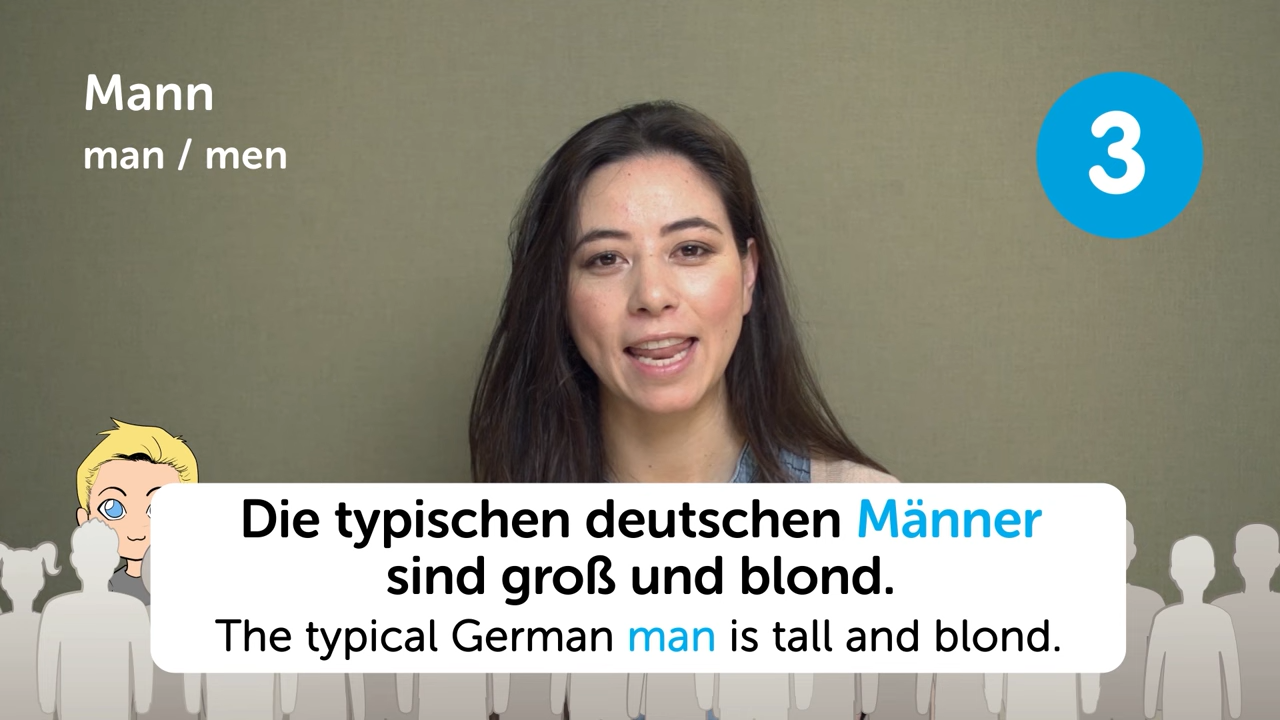 Mann
man / men
3
Die typischen deutschen Männer
sind groß und blond.
The typical German man is tall and blond.